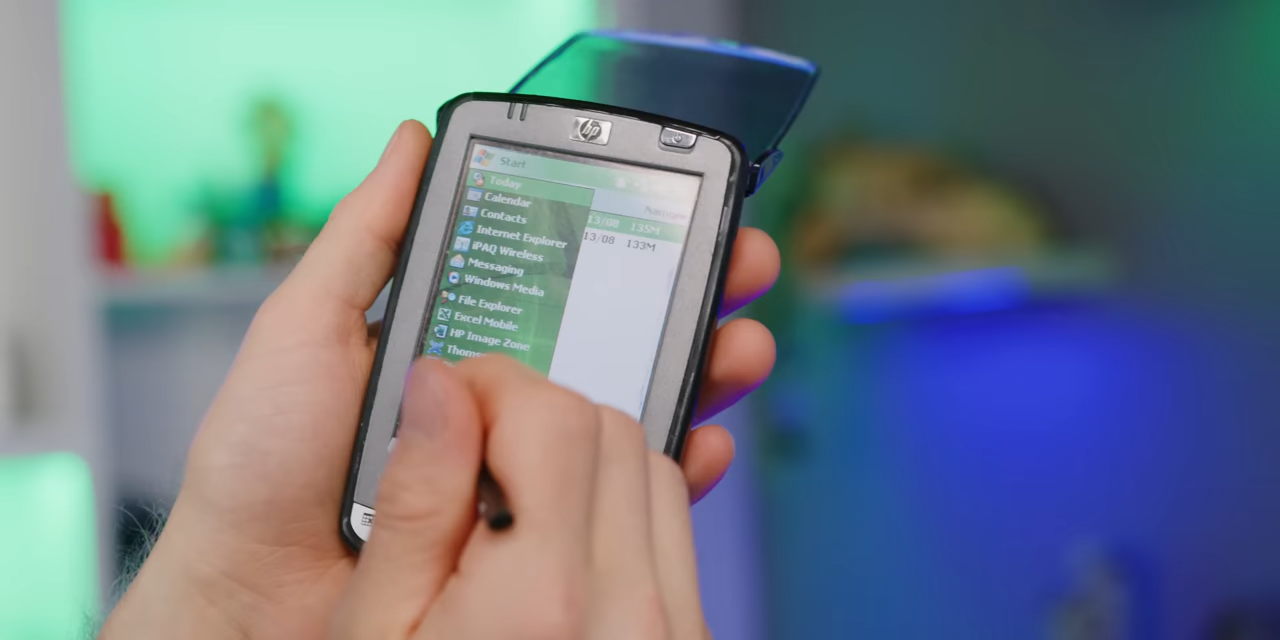 hp
Start
Today
Calendar
Contacts
Internet Explorer
iPAQ Wireless
Messaging
Windows Media
File Explorer
Excel Mobile
HP Image Zone
13/08 135M
13/08 133M